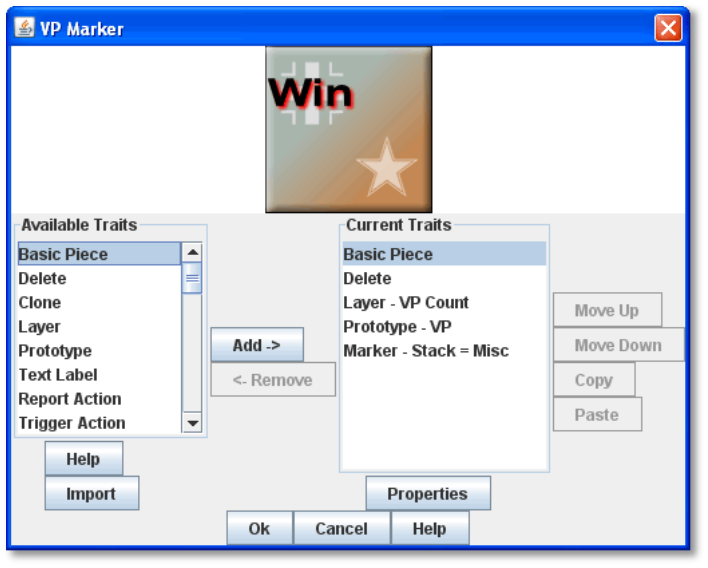 VP Marker
Win
Available Traits
Basic Piece
Delete
Clone
Layer
Prototype
Text Label
Report Action
Trigger Action
Help
Import
Add ->
<- Remove
Current Traits
Basic Piece
Delete
Layer - VP Count
Prototype - VP
Marker - Stack = Misc
Properties
Move Up
Move Down
Copy
Paste
Ok
Cancel
Help